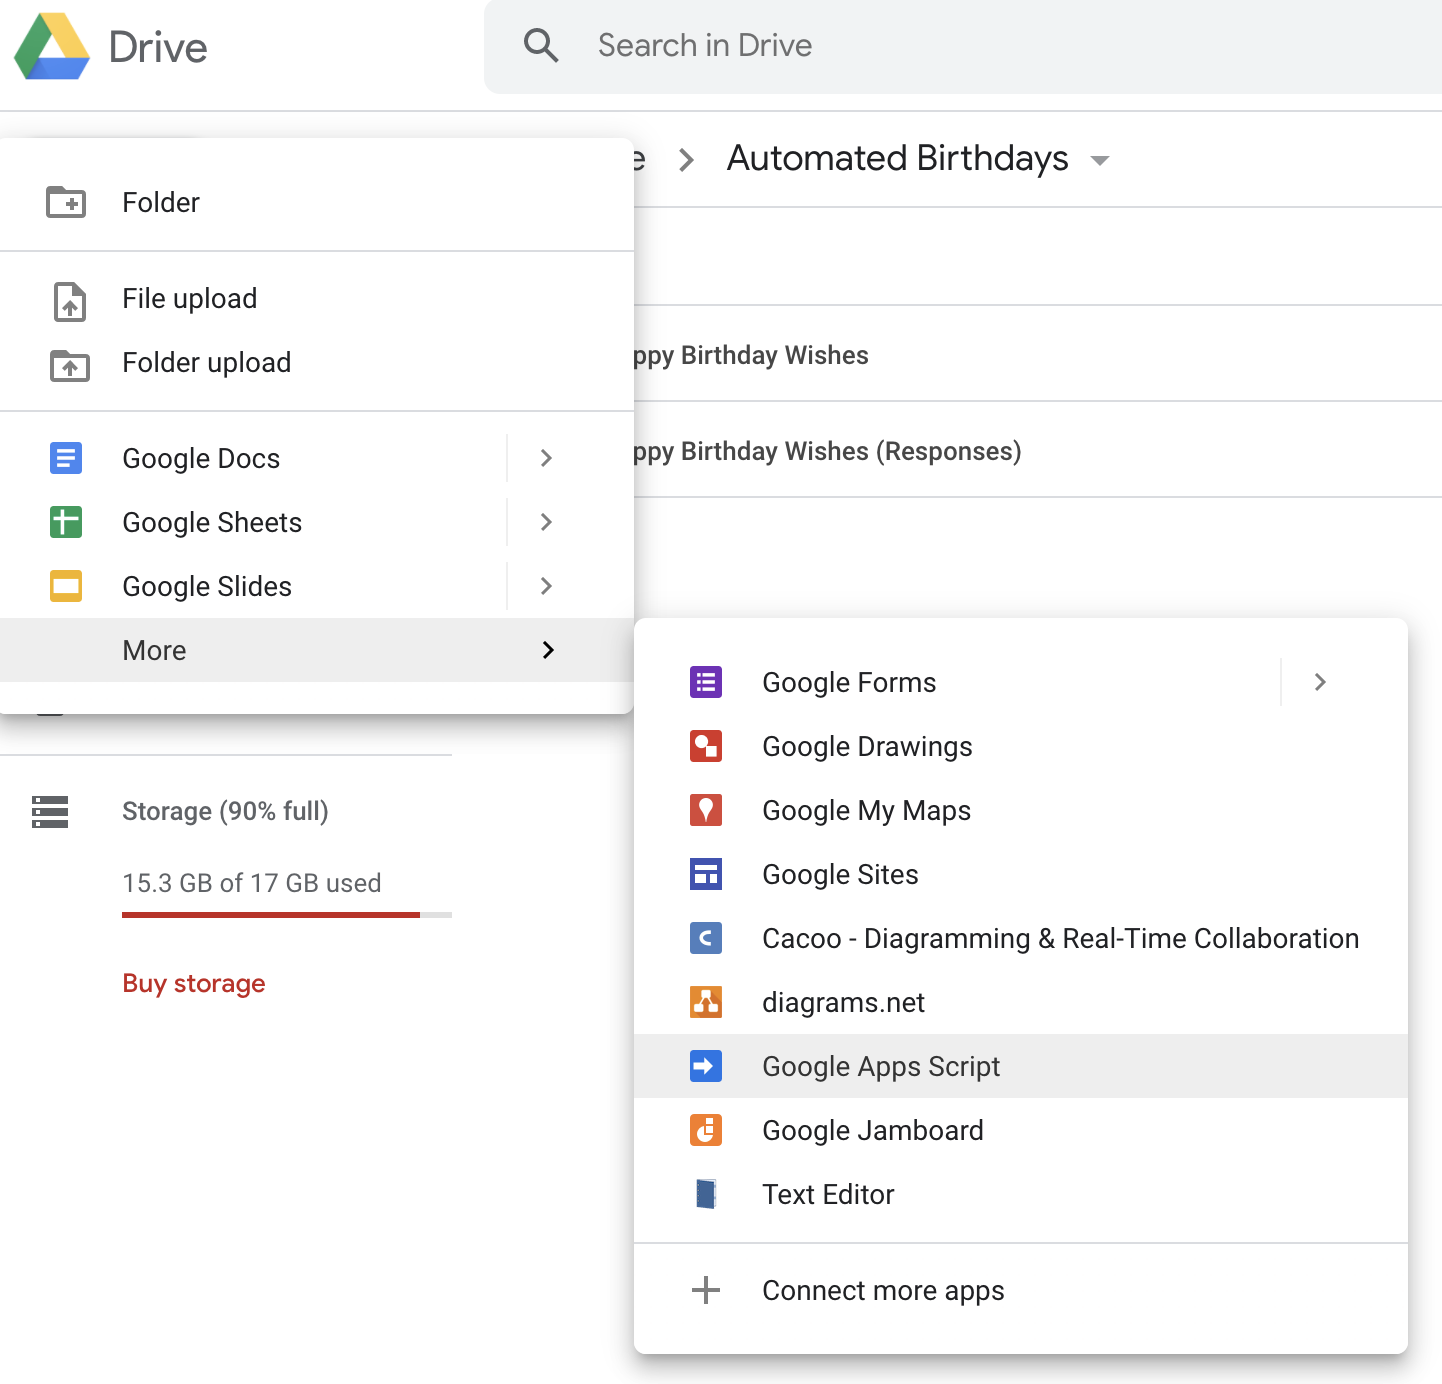 Drive
Search in Drive
Automated Birthdays
Folder
File upload
Folder upload
Birthday Wishes
Birthday Wishes (Responses)
Google Docs
Google Sheets
Google Slides
More
Google Forms
Google Drawings
Google My Maps
Google Sites
Cacoo - Diagramming & Real-Time Collaboration
diagrams.net
Google Apps Script
Google Jamboard
Text Editor
Connect more apps
Storage (90% full)
15.3 GB of 17 GB used
Buy storage